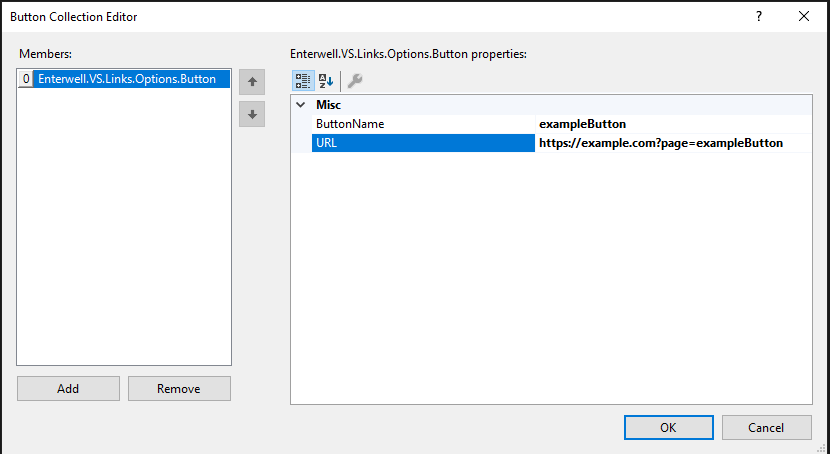 Button Collection Editor
?
Members:
0 Enterwell.VS.Links.Options.Button
Add
Remove
Enterwell.VS.Links.Options.Button properties:
A
Z
Misc
ButtonName exampleButton
URL https://example.com?page=exampleButton
OK
Cancel